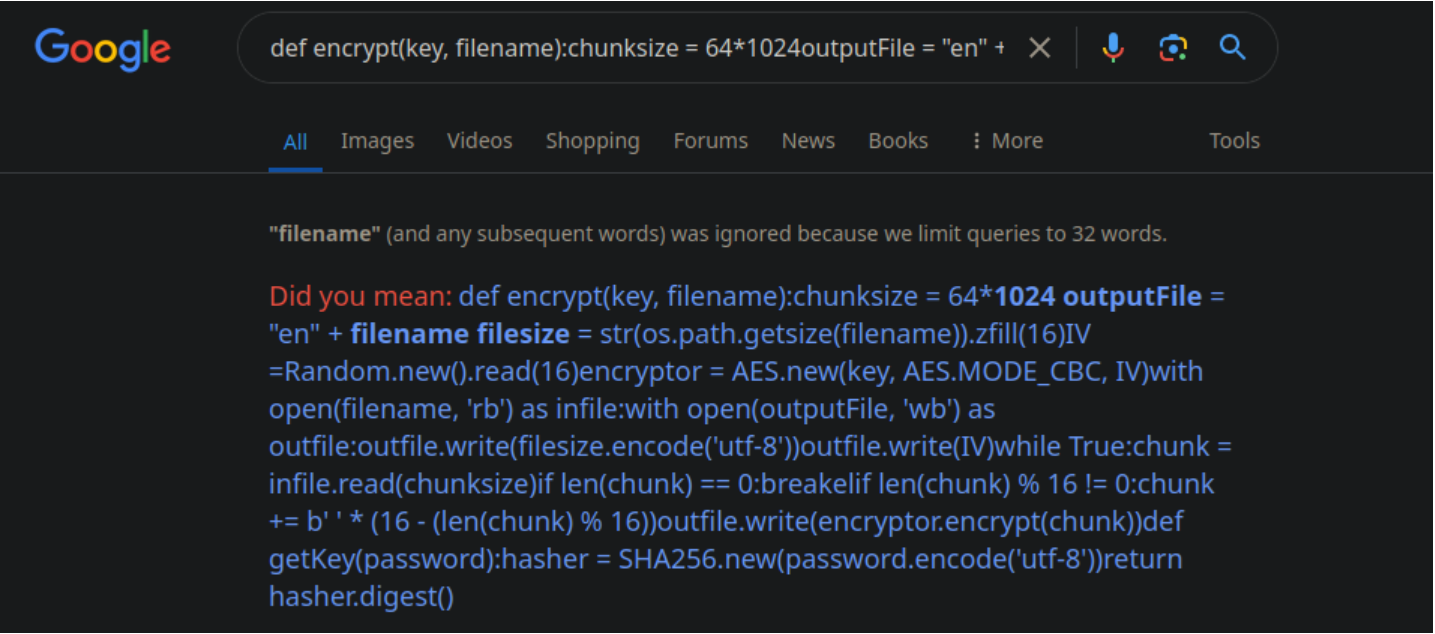 Google
def encrypt(key, filename):chunksize = 64*1024outputFile = "en" +
All Images Videos Shopping Forums News Books More Tools
"filename" (and any subsequent words) was ignored because we limit queries to 32 words.
Did you mean: def encrypt(key, filename):chunksize = 64*1024 outputFile =
"en" + filename filesize = str(os.path.getsize(filename)).zfill(16)IV
=Random.new().read(16)encryptor = AES.new(key, AES.MODE_CBC, IV)with
open(filename, 'rb') as infile:with open(outputFile, 'wb') as
outfile:outfile.write(filesize.encode('utf-8'))outfile.write(IV)while True:chunk =
infile.read(chunksize)if len(chunk) == 0:breakelif len(chunk) % 16 != 0:chunk
+= b' ' * (16 - (len(chunk) % 16))outfile.write(encryptor.encrypt(chunk))def
getKey(password):hasher = SHA256.new(password.encode('utf-8'))return
hasher.digest()